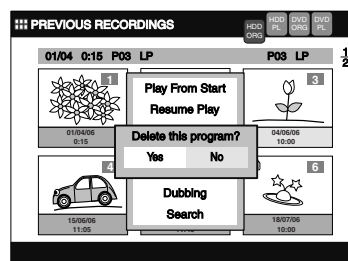 PREVIOUS RECORDINGS
HDD ORG
HDD PL
DVD ORG
DVD PL
01/04 0:15 P03 LP P03 LP
1
2
1
3
Play From Start
Resume Play
01/04/06
0:15
Delete this program?
Yes No
04/06/06
10:00
4
6
Dubbing
Search
15/06/06
11:05
18/07/06
10:00